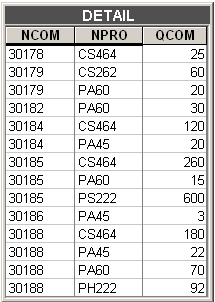 DETAIL
NCOM NPRO QCOM
30178 CS464 25
30179 CS262 60
30179 PA60 20
30182 PA60 30
30184 CS464 120
30184 PA45 20
30185 CS464 260
30185 PA60 15
30185 PS222 600
30186 PA45 3
30188 CS464 180
30188 PA45 22
30188 PA60 70
30188 PH222 92